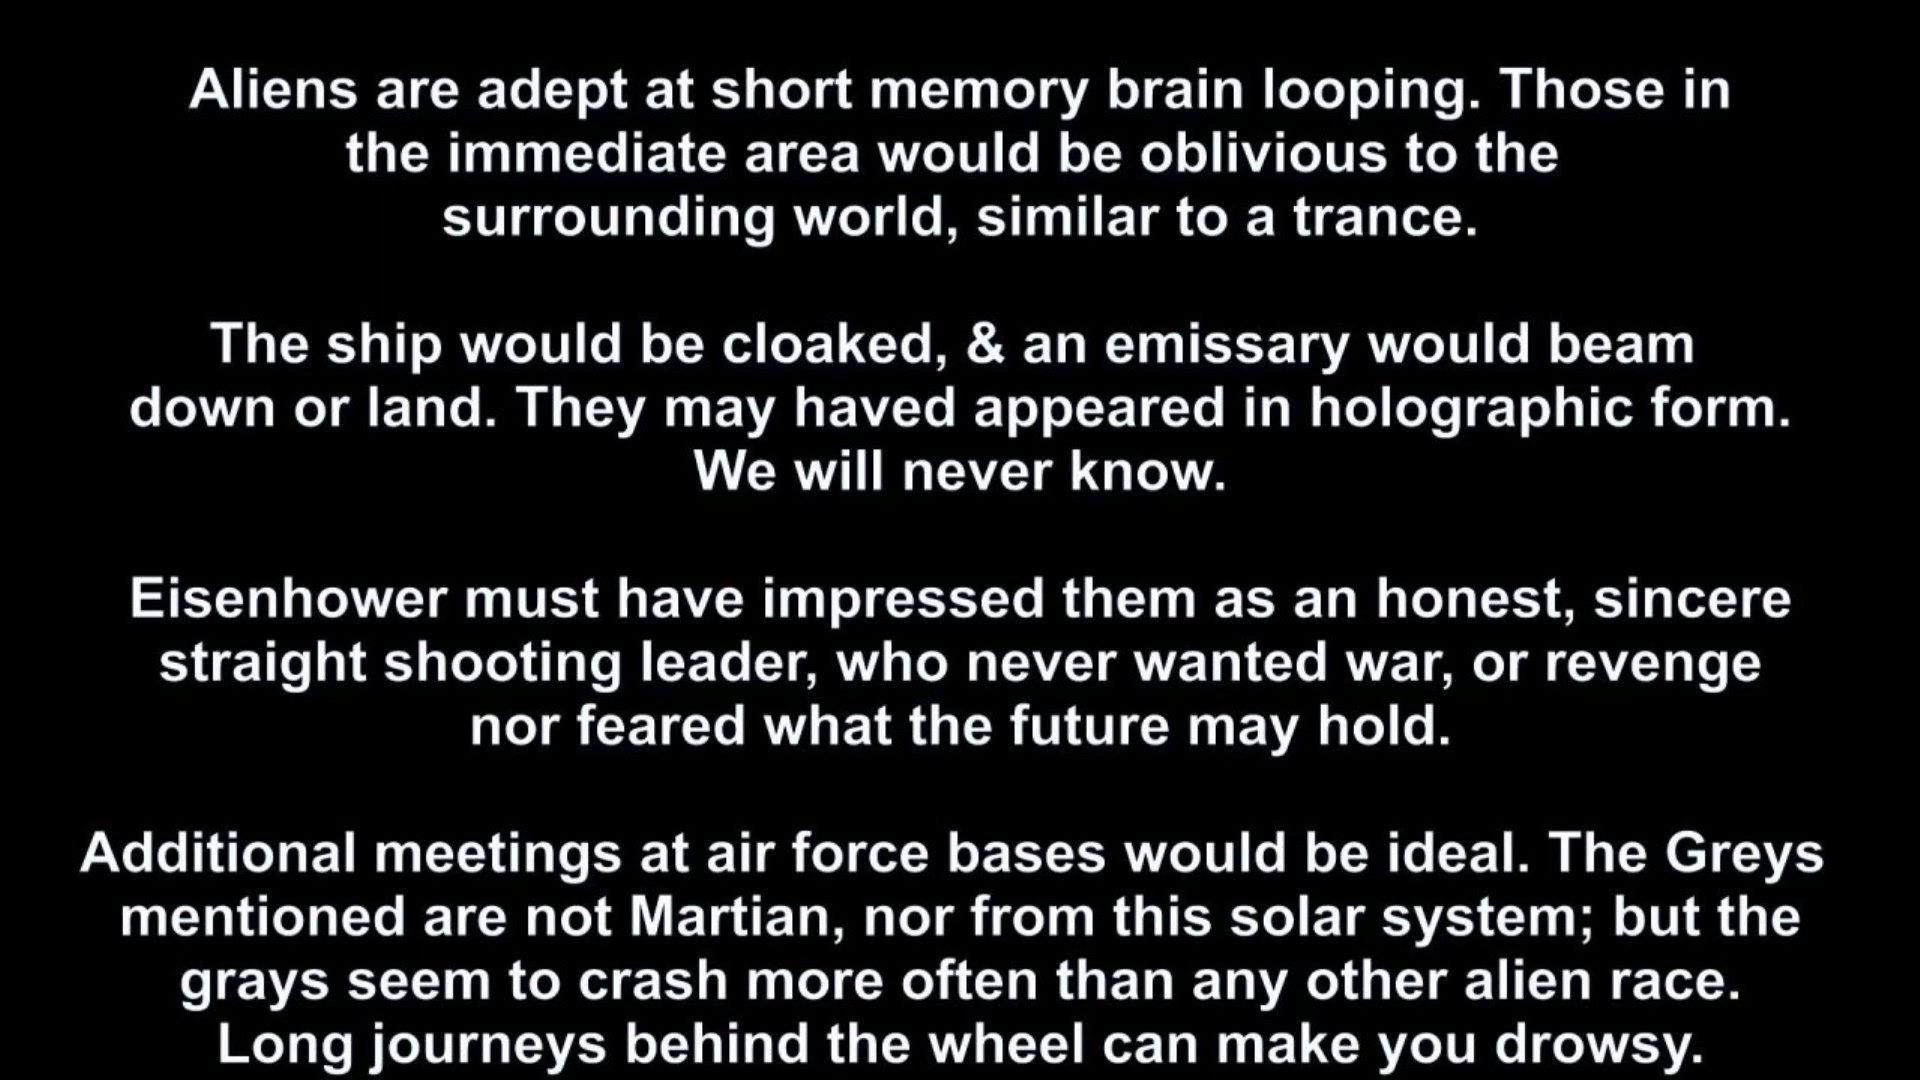 Aliens are adept at short memory brain looping. Those in
the immediate area would be oblivious to the
surrounding world, similar to a trance.
The ship would be cloaked, & an emissary would beam
down or land. They may haved appeared in holographic form.
We will never know.
Eisenhower must have impressed them as an honest, sincere
straight shooting leader, who never wanted war, or revenge
nor feared what the future may hold.
Additional meetings at air force bases would be ideal. The Greys
mentioned are not Martian, nor from this solar system; but the
grays seem to crash more often than any other alien race.
Long journeys behind the wheel can make you drowsy.